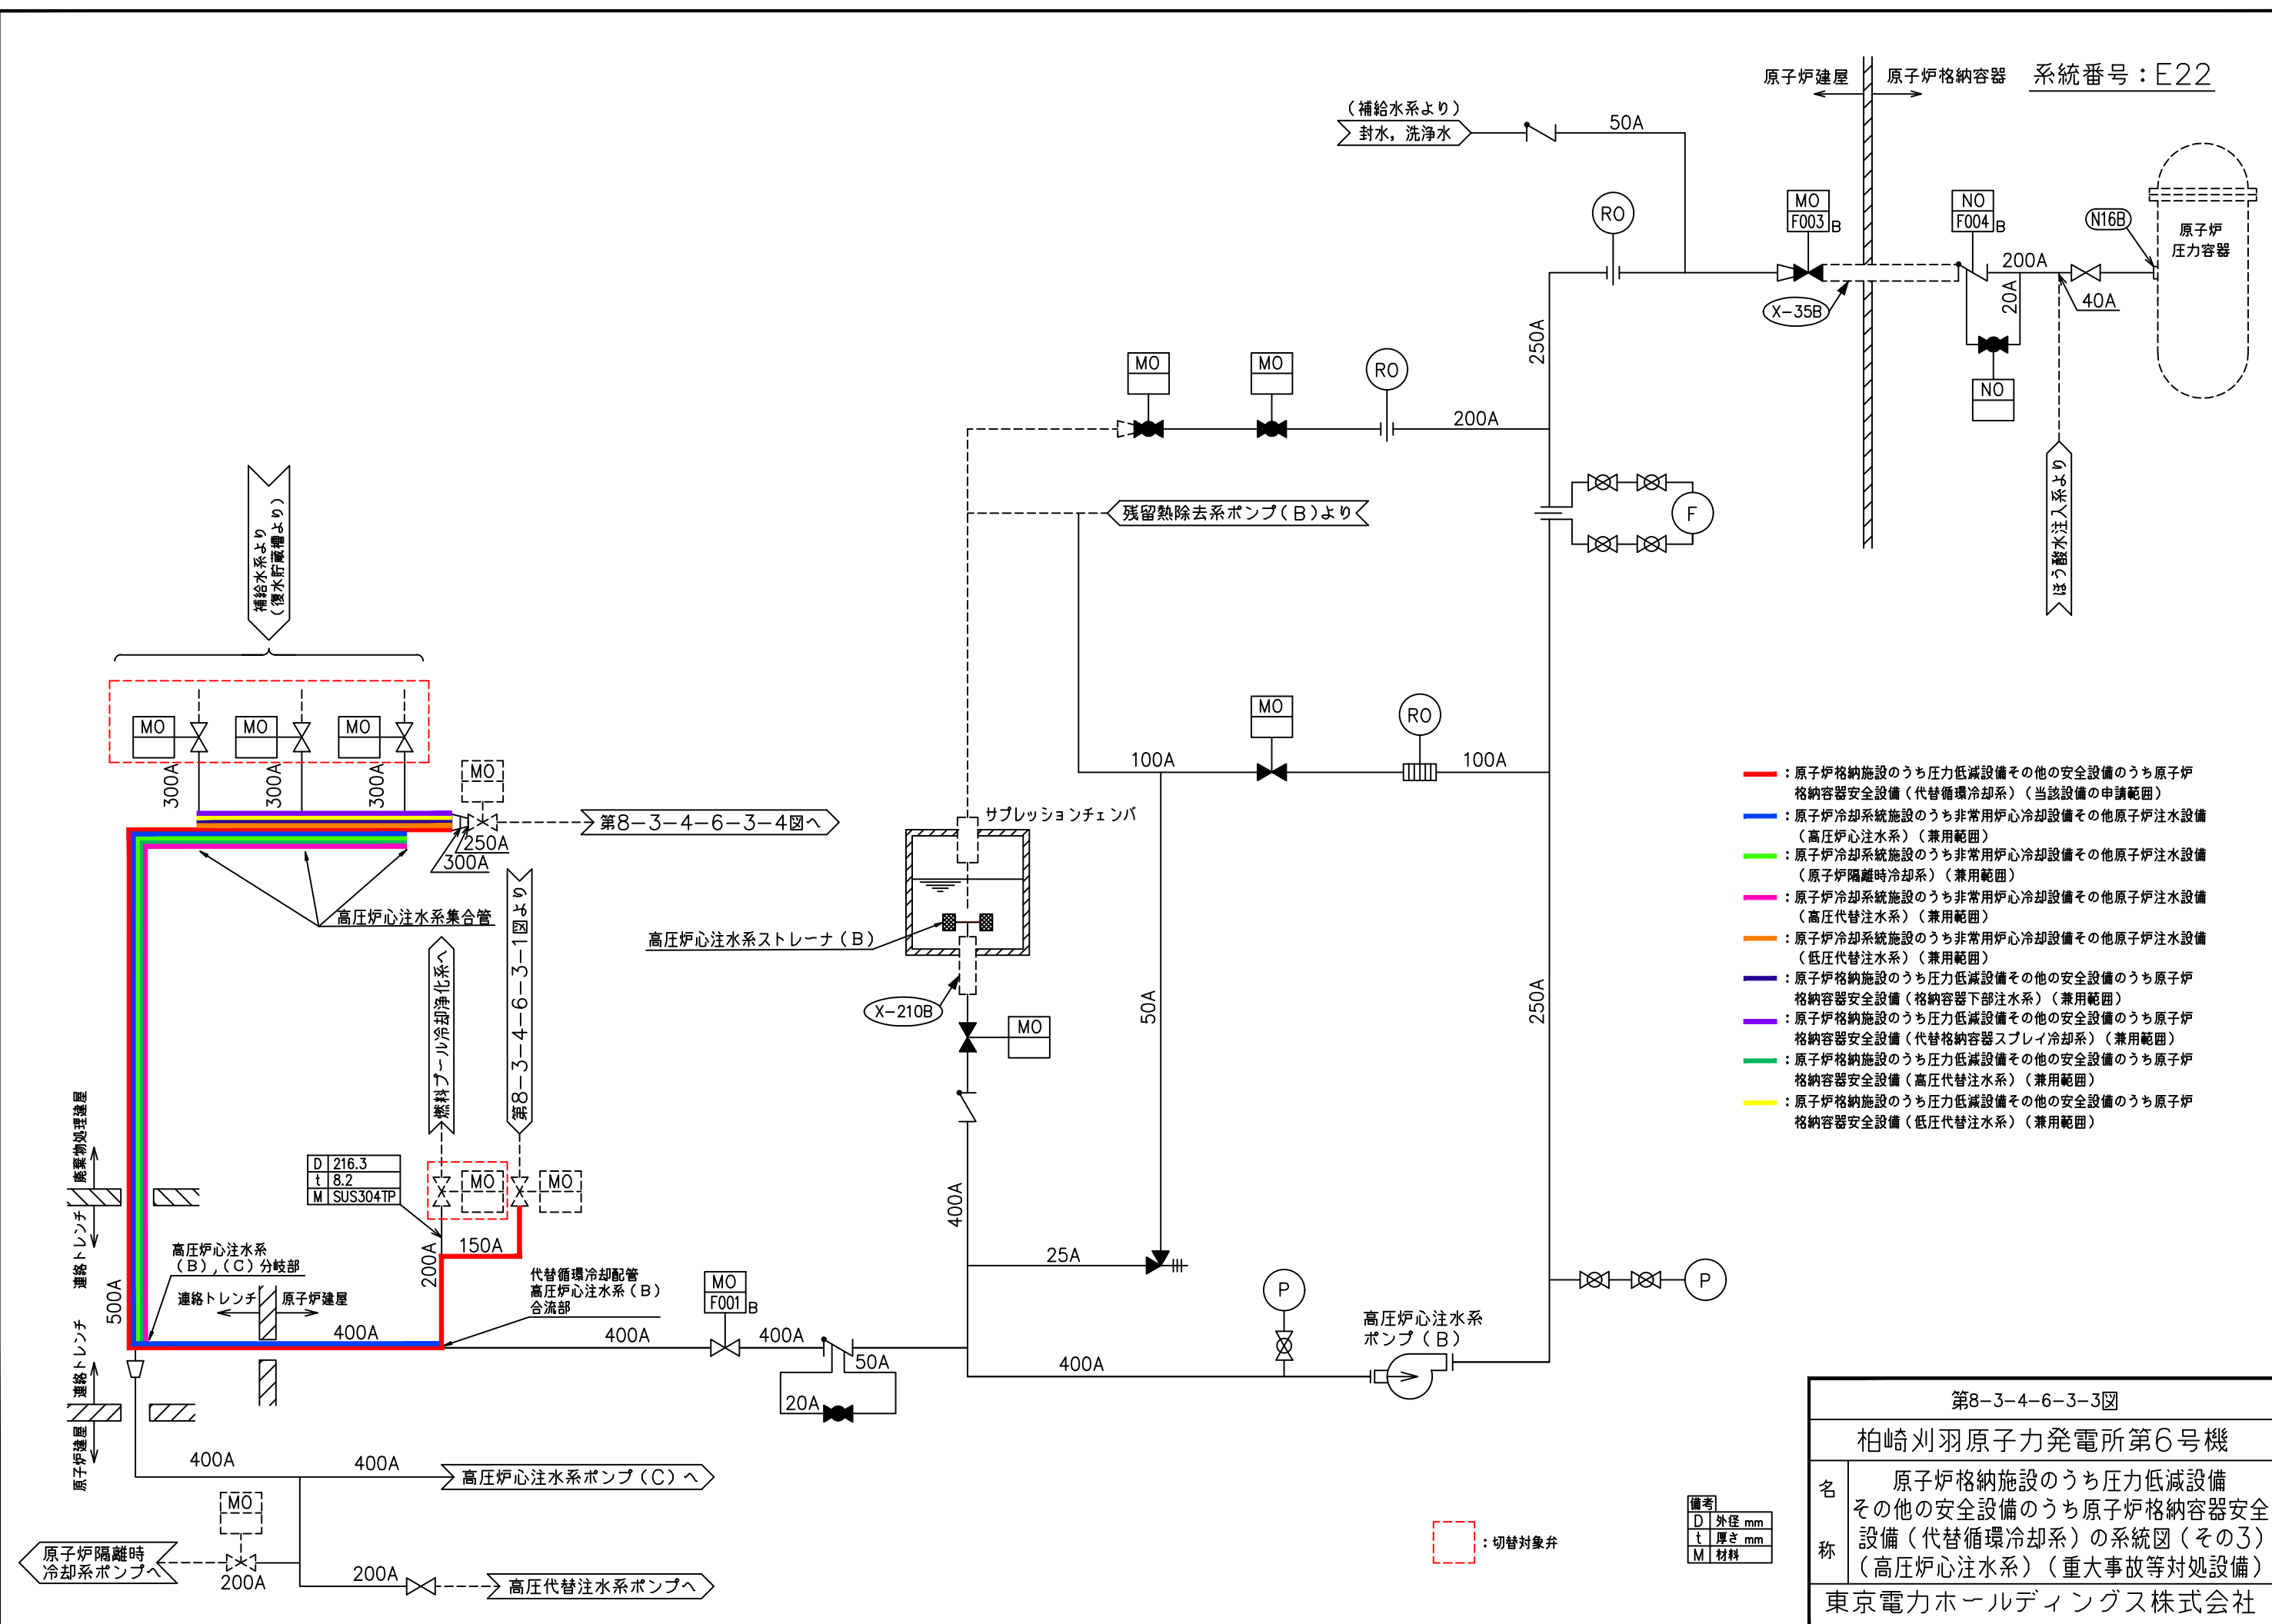 系統番号：E22
原子炉建屋
原子炉格納容器
（補給水系より）
封水，洗浄水
50A
RO
MO
F003 B
NO
F004 B
N16B
原子炉
圧力容器
200A
20A
40A
X-35B
NO
250A
ほう酸水注入系より
MO
MO
RO
200A
残留熱除去系ポンプ（B）より
F
補給水系より
（復水貯蔵槽より）
MO
MO
MO
300A
300A
300A
MO
第8-3-4-6-3-4図へ
250A
300A
高圧炉心注水系集合管
MO
RO
100A
100A
サプレッションチェンバ
高圧炉心注水系ストレーナ（B）
X-210B
MO
50A
250A
燃料プール冷却浄化系へ
第8-3-4-6-3-1図より
：原子炉格納施設のうち圧力低減設備その他の安全設備のうち原子炉
格納容器安全設備（代替循環冷却系）（当該設備の申請範囲）
：原子炉冷却系統施設のうち非常用炉心冷却設備その他原子炉注水設備
（高圧炉心注水系）（兼用範囲）
：原子炉冷却系統施設のうち非常用炉心冷却設備その他原子炉注水設備
（原子炉隔離時冷却系）（兼用範囲）
：原子炉冷却系統施設のうち非常用炉心冷却設備その他原子炉注水設備
（高圧代替注水系）（兼用範囲）
：原子炉冷却系統施設のうち非常用炉心冷却設備その他原子炉注水設備
（低圧代替注水系）（兼用範囲）
：原子炉格納施設のうち圧力低減設備その他の安全設備のうち原子炉
格納容器安全設備（格納容器下部注水系）（兼用範囲）
：原子炉格納施設のうち圧力低減設備その他の安全設備のうち原子炉
格納容器安全設備（代替格納容器スプレイ冷却系）（兼用範囲）
：原子炉格納施設のうち圧力低減設備その他の安全設備のうち原子炉
格納容器安全設備（高圧代替注水系）（兼用範囲）
：原子炉格納施設のうち圧力低減設備その他の安全設備のうち原子炉
格納容器安全設備（低圧代替注水系）（兼用範囲）
廃棄物処理建屋
連絡トレンチ
D 216.3
t 8.2
M SUS304TP
MO
MO
200A
150A
400A
25A
高圧炉心注水系
（B）,（C）分岐部
連絡トレンチ
原子炉建屋
500A
400A
代替循環冷却配管
高圧炉心注水系（B）
合流部
400A
MO
F001 B
400A
50A
20A
P
400A
高圧炉心注水系
ポンプ（B）
P
連絡トレンチ
原子炉建屋
400A
400A
高圧炉心注水系ポンプ（C）へ
MO
原子炉隔離時
冷却系ポンプへ
200A
200A
高圧代替注水系ポンプへ
：切替対象弁
備考
D 外径 mm
t 厚さ mm
M 材料
第8-3-4-6-3-3図
柏崎刈羽原子力発電所第6号機
名称
原子炉格納施設のうち圧力低減設備
その他の安全設備のうち原子炉格納容器安全
設備（代替循環冷却系）の系統図（その3）
（高圧炉心注水系）（重大事故等対処設備）
東京電力ホールディングス株式会社